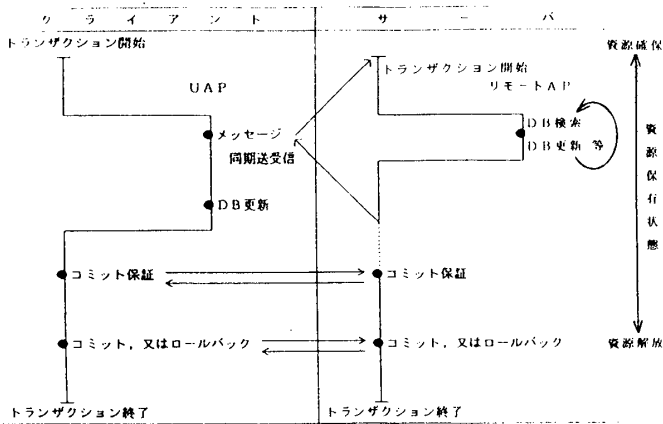 クライアント
サーバ
トランザクション開始
資源確保
トランザクション開始
UAP
リモートAP
メッセージ
同期送受信
DB検索
DB更新 等
資源保有状態
DB更新
コミット保証
コミット保証
コミット,又はロールバック
コミット,又はロールバック
資源解放
トランザクション終了
トランザクション終了